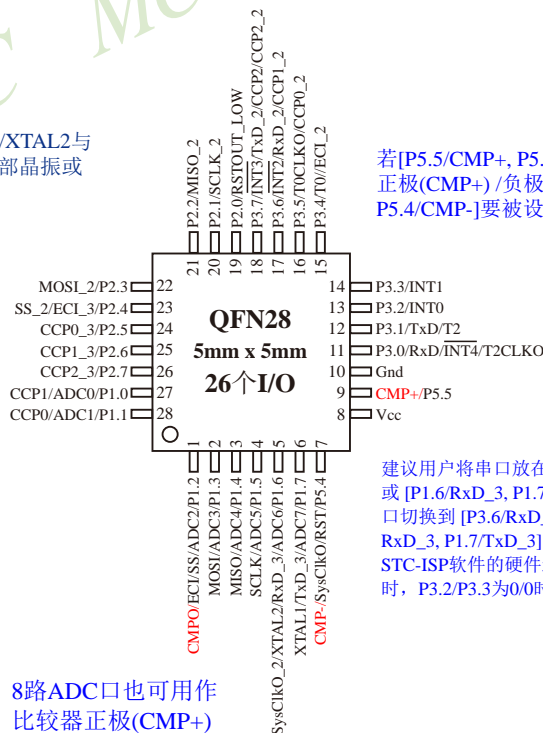 /XTAL2与
部晶振或
若[P5.5/CMP+, P5.
正极(CMP+) /负极
P5.4/CMP-]要被设
P2.2/MISO_2
P2.1/SCLK_2
P2.0/RSTOUT_LOW
P3.7/INT3/TxD_2/CCP2/CCP2_2
P3.6/INT2/RxD_2/CCP1_2
P3.5/T0CLKO/CCP0_2
P3.4/T0//ECI_2
21
20
19
18
17
16
15
MOSI_2/P2.3 22
SS_2/ECI_3/P2.4 23
CCP0_3/P2.5 24
CCP1_3/P2.6 25
CCP2_3/P2.7 26
CCP1/ADC0/P1.0 27
CCP0/ADC1/P1.1 28
QFN28
5mm x 5mm
26个I/O
14 P3.3/INT1
13 P3.2/INT0
12 P3.1/TxD/T2
11 P3.0/RxD/INT4/T2CLKO
10 Gnd
9 CMP+/P5.5
8 Vcc
1
2
3
4
5
6
7
CMPO/ECI/SS/ADC2/P1.2
MOSI/ADC3/P1.3
MISO/ADC4/P1.4
SCLK/ADC5/P1.5
SysClkO_2/XTAL2/RxD_3/ADC6/P1.6
XTAL1/TxD_3/ADC7/P1.7
CMP-/SysClkO/RST/P5.4
建议用户将串口放在
或 [P1.6/RxD_3, P1.7
口切换到 [P3.6/RxD_
RxD_3, P1.7/TxD_3]
STC-ISP软件的硬件
时，P3.2/P3.3为0/0时
8路ADC口也可用作
比较器正极(CMP+)